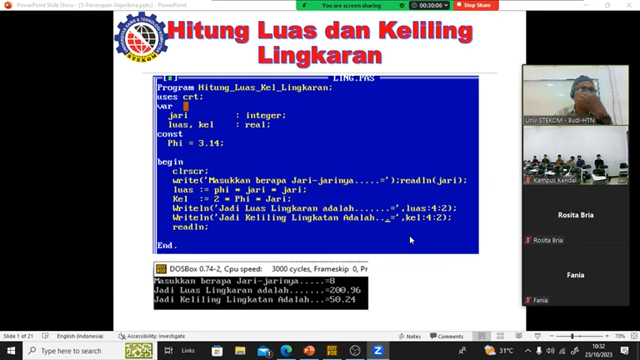 PowerPoint Slide Show - [5-Penerapan Algoritma.pptx] - PowerPoint
00:30:06
You are screen sharing
Stop Share
Hitung Luas dan Keliling
Lingkaran
STEKOM
LING.PAS
Program Hitung_Luas_Kel_Lingkaran;
uses crt;
var
jari : integer;
luas, kel : real;
const
Phi = 3.14;
begin
clrscr;
write('Masukkan berapa Jari-jarinya.....=');readln(jari);
luas := phi * jari * jari;
Kel := 2 * Phi * Jari;
Writeln('Jadi Luas Lingkaran adalah.......=',luas:4:2);
Writeln('Jadi Keliling Lingkatan Adalah...=',kel:4:2);
readln;
End.
DOSBox 0.74-2, Cpu speed: 3000 cycles, Frameskip 0, Pr
Masukkan berapa Jari-jarinya.....=8
Jadi Luas Lingkaran adalah.......=200.96
Jadi Keliling Lingkatan Adalah...=50.24
Univ STEKOM - Budi-HTN
Kampus Kendal
Rosita Bria
Rosita Bria
Fania
Fania
Slide 1 of 21
English (Indonesia)
Accessibility: Investigate
Notes
Comments
70%
Type here to search
Links
31°C
10:32
23/10/2023